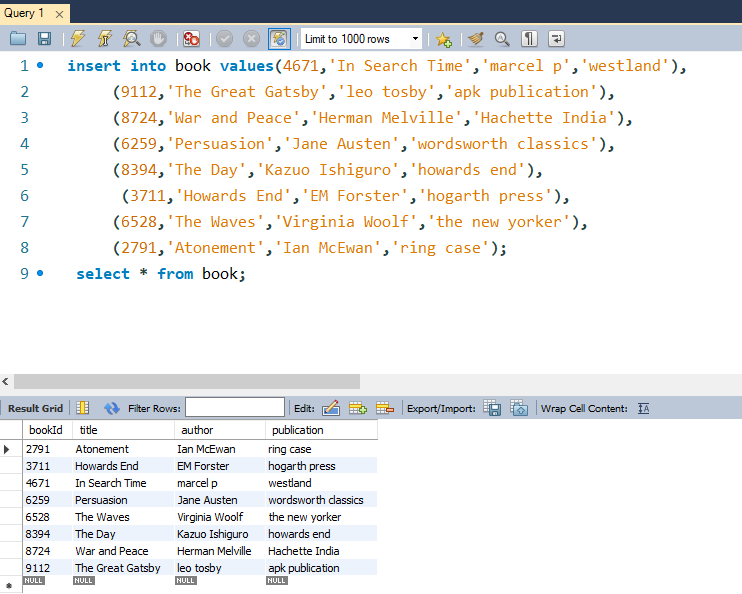 Query 1
Limit to 1000 rows
1 insert into book values(4671,'In Search Time','marcel p','westland'),
2 (9112,'The Great Gatsby','leo tosby','apk publication'),
3 (8724,'War and Peace','Herman Melville','Hachette India'),
4 (6259,'Persuasion','Jane Austen','wordsworth classics'),
5 (8394,'The Day','Kazuo Ishiguro','howards end'),
6 (3711,'Howards End','EM Forster','hogarth press'),
7 (6528,'The Waves','Virginia Woolf','the new yorker'),
8 (2791,'Atonement','Ian McEwan','ring case');
9 select * from book;
Result Grid Filter Rows: Edit: Export/Import: Wrap Cell Content:
bookId title author publication
2791 Atonement Ian McEwan ring case
3711 Howards End EM Forster hogarth press
4671 In Search Time marcel p westland
6259 Persuasion Jane Austen wordsworth classics
6528 The Waves Virginia Woolf the new yorker
8394 The Day Kazuo Ishiguro howards end
8724 War and Peace Herman Melville Hachette India
9112 The Great Gatsby leo tosby apk publication
NULL NULL NULL NULL